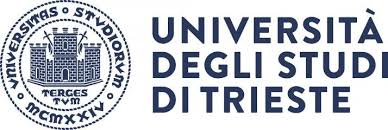 UNIVERSITAS STUDIORUM
TERGES
TVM
MCMXXIV
UNIVERSITÀ
DEGLI STUDI
DI TRIESTE